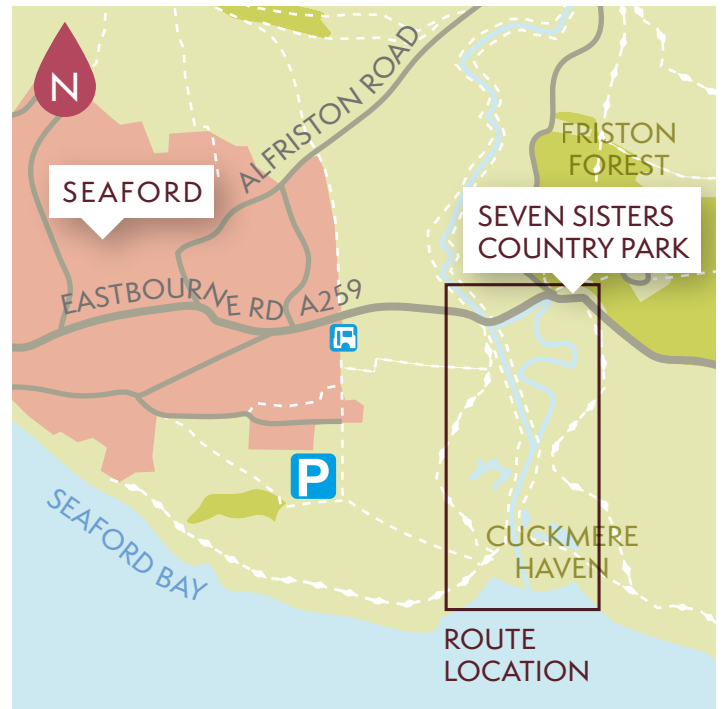 N
ALFRISTON ROAD
FRISTON
FOREST
SEAFORD
SEVEN SISTERS
COUNTRY PARK
EASTBOURNE RD A259
P
SEAFORD BAY
CUCKMERE
HAVEN
ROUTE
LOCATION